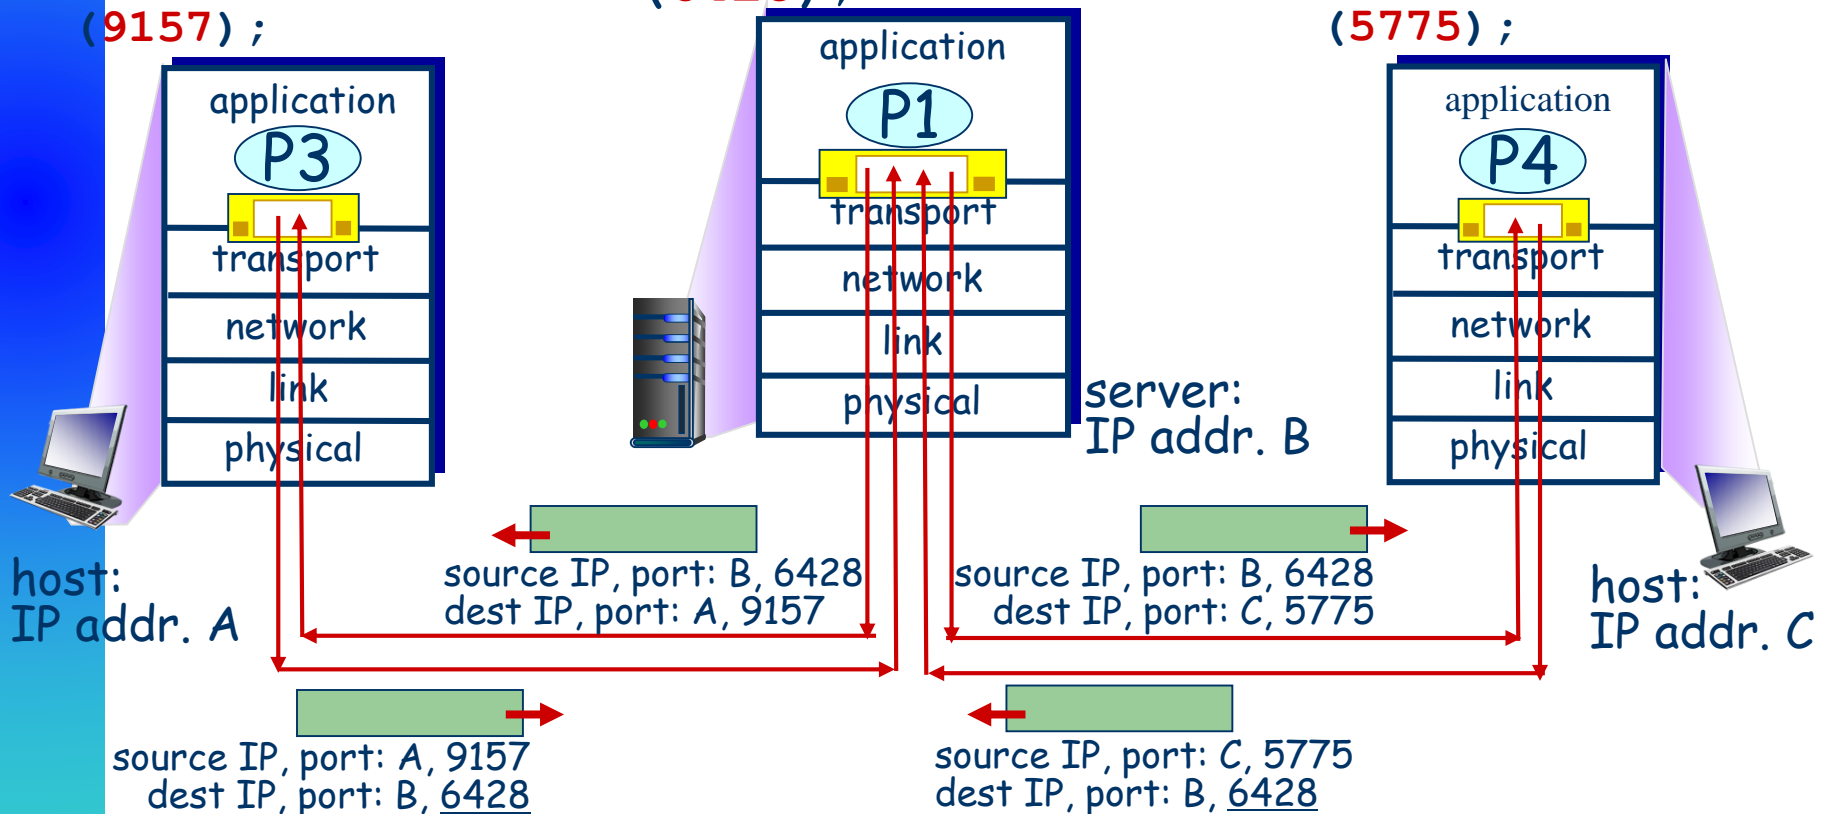 (9157);
(5775);
application
P3
transport
network
link
physical
application
P1
transport
network
link
physical
application
P4
transport
network
link
physical
server:
IP addr. B
host:
IP addr. A
host:
IP addr. C
source IP, port: B, 6428
dest IP, port: A, 9157
source IP, port: B, 6428
dest IP, port: C, 5775
source IP, port: A, 9157
dest IP, port: B, 6428
source IP, port: C, 5775
dest IP, port: B, 6428